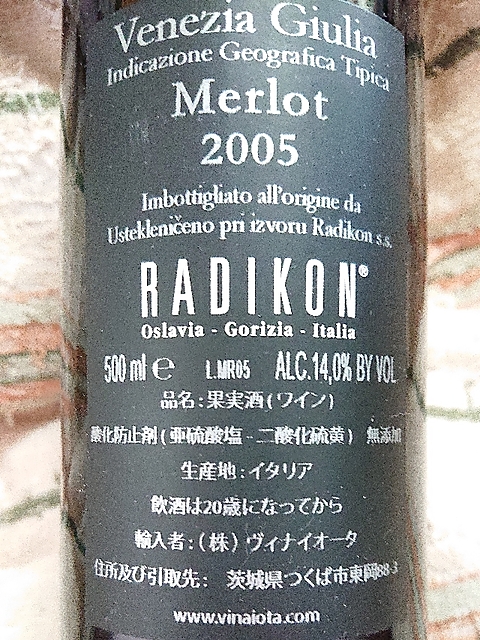 Venezia Giulia
Indicazione Geografica Tipica
Merlot
2005
Imbottigliato all'origine da
Ustekleničeno pri izvoru Radikon s.s.
RADIKON®
Oslavia - Gorizia - Italia
500 ml ℮ L.MR05 ALC.14,0% BY VOL
品名:果実酒(ワイン)
酸化防止剤(亜硫酸塩-二酸化硫黄) 無添加
生産地:イタリア
飲酒は20歳になってから
輸入者:(株)ヴィナイオータ
住所及び引取先: 茨城県つくば市東岡88-3
www.vinaiota.com